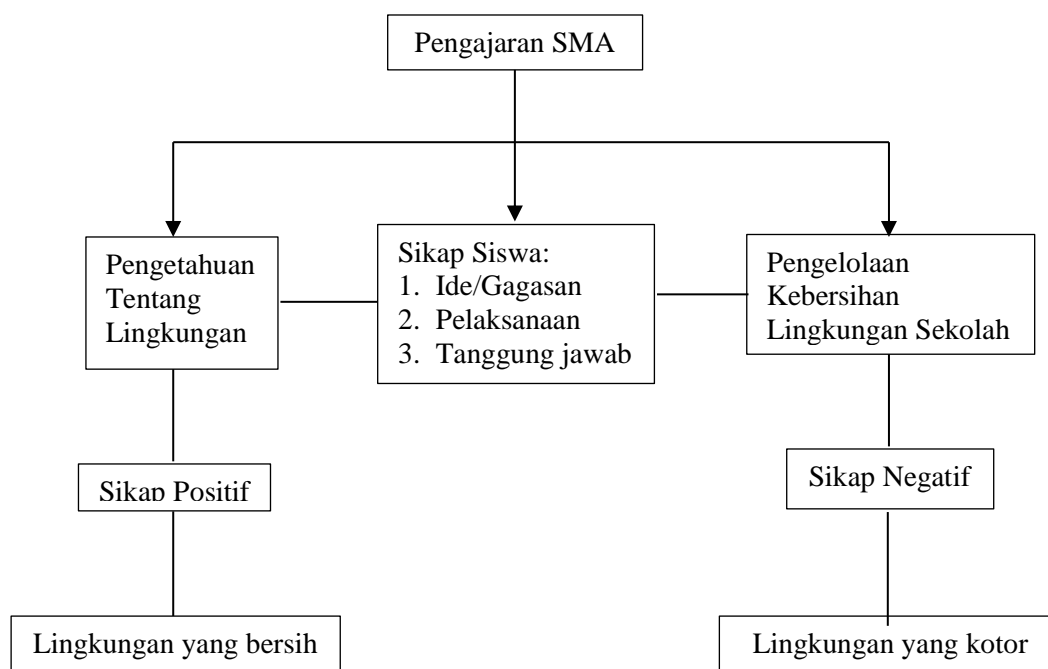 Pengajaran SMA
Pengetahuan
Tentang
Lingkungan
Sikap Siswa:
1. Ide/Gagasan
2. Pelaksanaan
3. Tanggung jawab
Pengelolaan
Kebersihan
Lingkungan Sekolah
Sikap Positif
Sikap Negatif
Lingkungan yang bersih
Lingkungan yang kotor